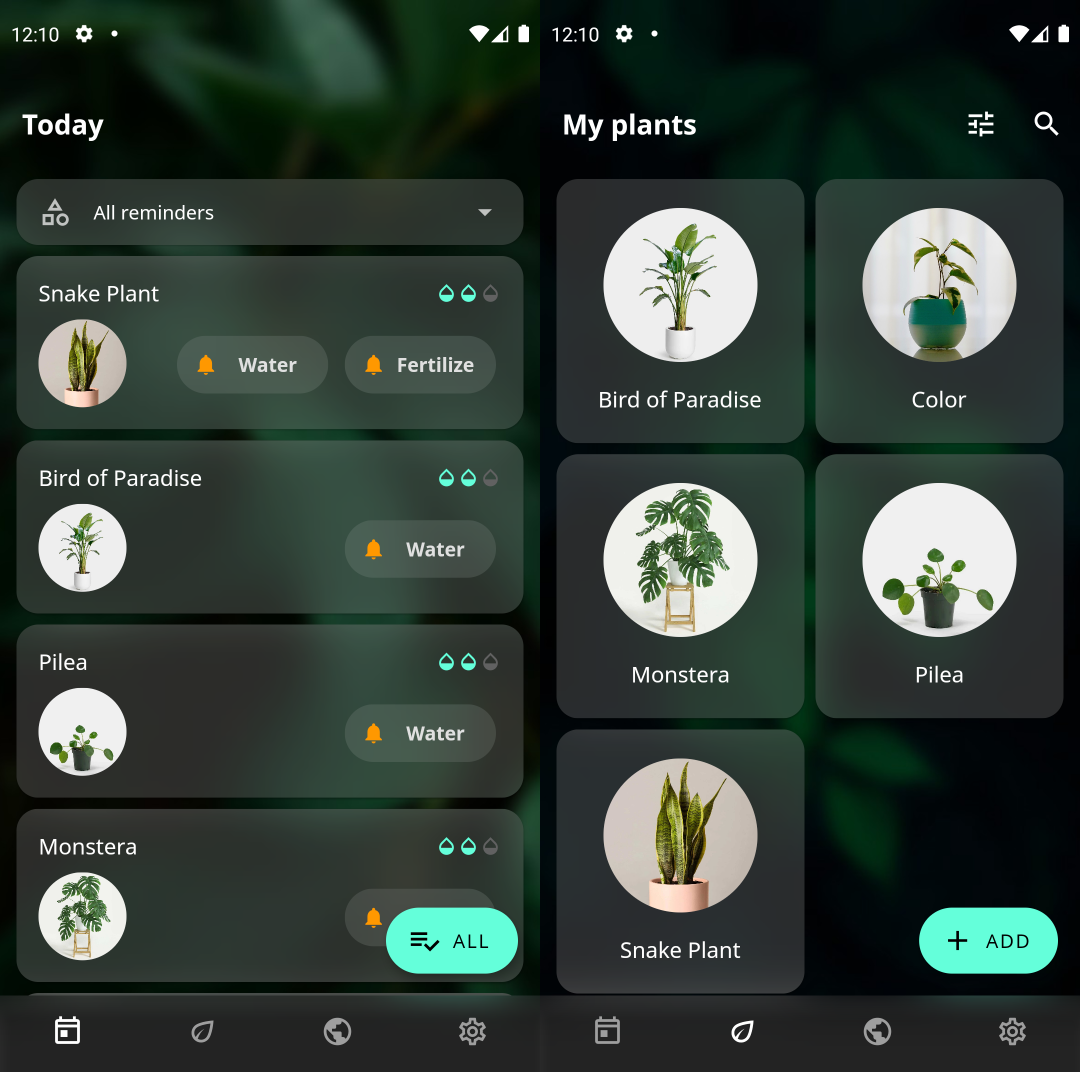 12:10
Today
All reminders
Snake Plant
Water
Fertilize
Bird of Paradise
Water
Pilea
Water
Monstera
ALL
12:10
My plants
Bird of Paradise
Color
Monstera
Pilea
Snake Plant
ADD